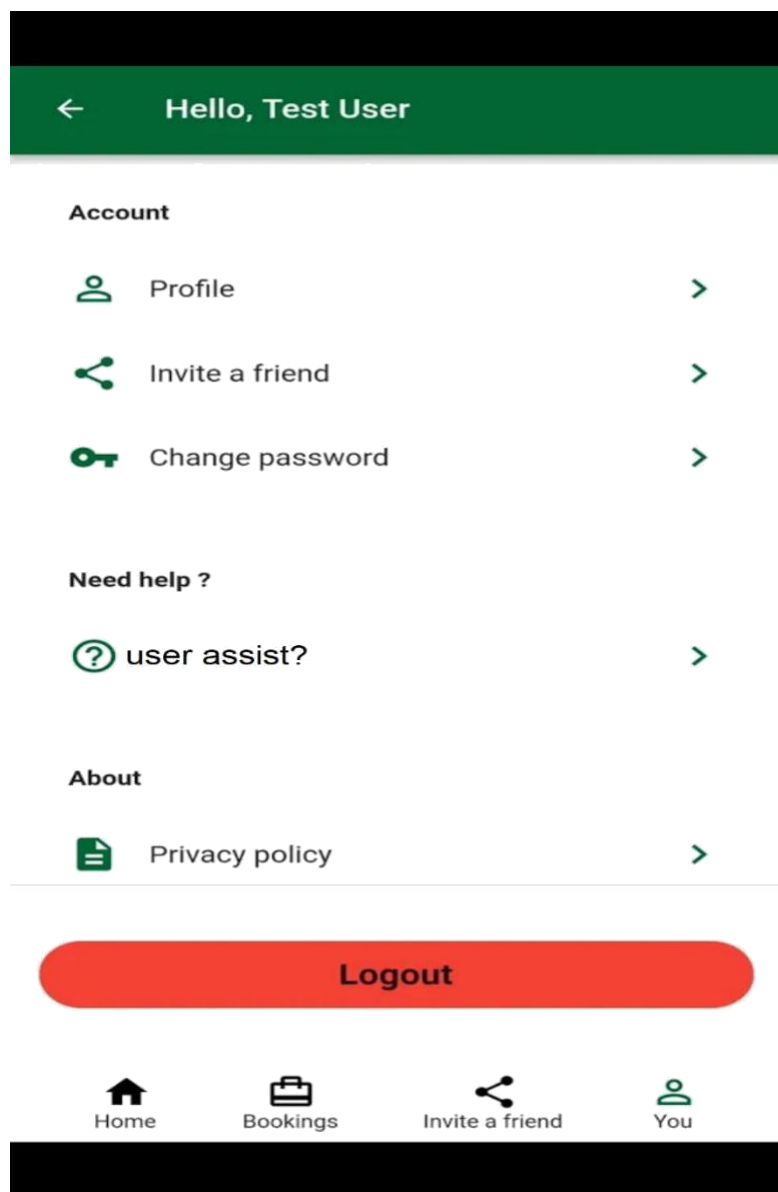 Hello, Test User
Account
Profile
Invite a friend
Change password
Need help ?
user assist?
About
Privacy policy
Logout
Home Bookings Invite a friend You